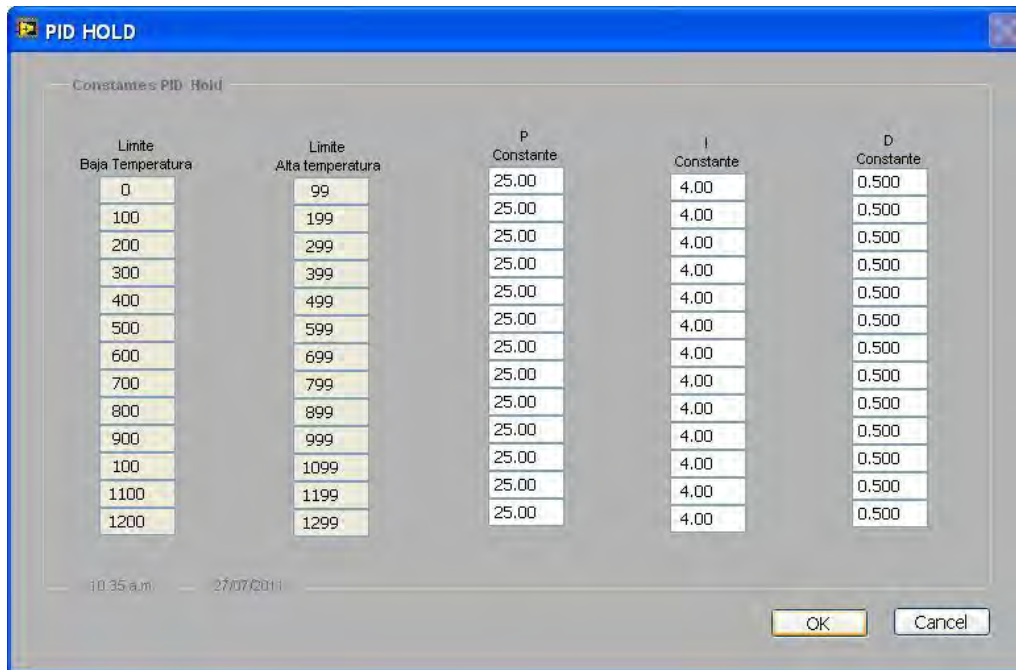 PID HOLD
Constantes PID Hold
Limite Baja Temperatura
Limite Alta temperatura
P Constante
I Constante
D Constante
0 99 25.00 4.00 0.500
100 199 25.00 4.00 0.500
200 299 25.00 4.00 0.500
300 399 25.00 4.00 0.500
400 499 25.00 4.00 0.500
500 599 25.00 4.00 0.500
600 699 25.00 4.00 0.500
700 799 25.00 4.00 0.500
800 899 25.00 4.00 0.500
900 999 25.00 4.00 0.500
100 1099 25.00 4.00 0.500
1100 1199 25.00 4.00 0.500
1200 1299 25.00 4.00 0.500
10:35 a.m. 27/07/2011
OK Cancel